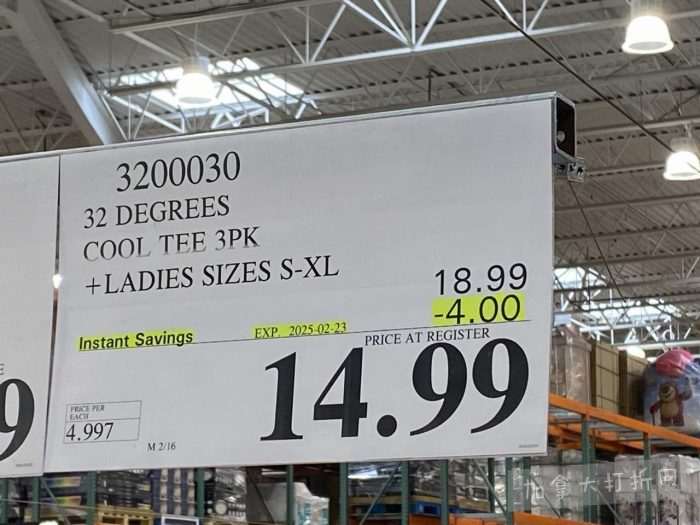 3200030
32 DEGREES
COOL TEE 3PK
+LADIES SIZES S-XL
18.99
-4.00
Instant Savings
EXP. 2025-02-23
PRICE AT REGISTER
14.99
PRICE PER
EACH
4.997
M 2/16
9
加拿大打折网